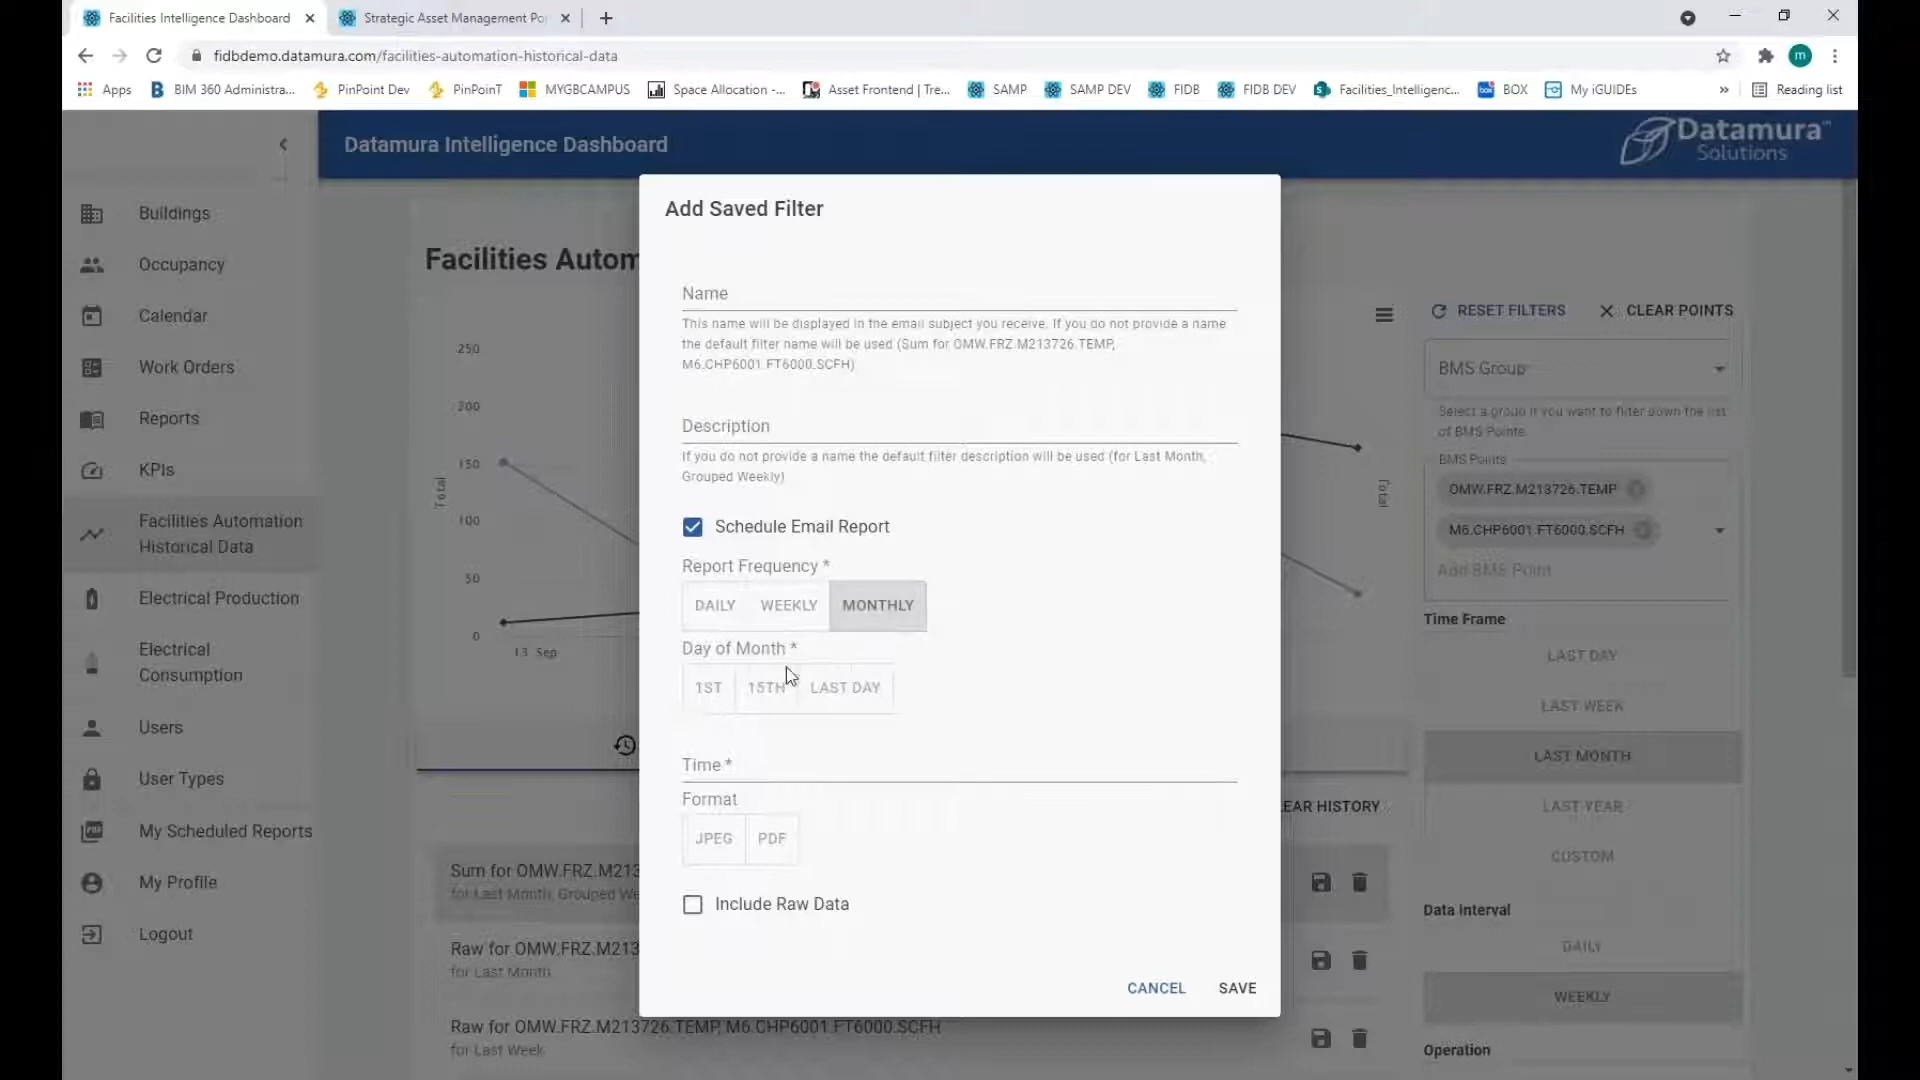 Facilities Intelligence Dashboard
Strategic Asset Management Po
fidbdemo.datamura.com/facilities-automation-historical-data
m
Apps
BIM 360 Administra...
PinPoint Dev
PinPoinT
MYGBCAMPUS
Space Allocation -...
Asset Frontend | Tre...
SAMP
SAMP DEV
FIDB
FIDB DEV
Facilities_Intelligenc...
BOX
My iGUIDEs
»
Reading list
Datamura Intelligence Dashboard
Datamura™
Solutions
Buildings
Occupancy
Calendar
Work Orders
Reports
KPIs
Facilities Automation
Historical Data
Electrical Production
Electrical
Consumption
Users
User Types
My Scheduled Reports
My Profile
Logout
Facilities Autom
250
200
150
100
50
0
Total
13. Sep
Total
Add Saved Filter
Name
This name will be displayed in the email subject you receive. If you do not provide a name
the default filter name will be used (Sum for OMW.FRZ.M213726.TEMP,
M6.CHP6001.FT6000.SCFH)
Description
If you do not provide a name the default filter description will be used (for Last Month,
Grouped Weekly)
Schedule Email Report
Report Frequency *
DAILY
WEEKLY
MONTHLY
Day of Month *
1ST
15TH
LAST DAY
Time *
Format
JPEG
PDF
Include Raw Data
CANCEL
SAVE
EAR HISTORY
Sum for OMW.FRZ.M213
for Last Month, Grouped We
Raw for OMW.FRZ.M213
for Last Month
Raw for OMW.FRZ.M213726.TEMP, M6.CHP6001.FT6000.SCFH
for Last Week
RESET FILTERS
CLEAR POINTS
BMS Group
Select a group if you want to filter down the list
of BMS Points
BMS Points
OMW.FRZ.M213726.TEMP
M6.CHP6001.FT6000.SCFH
Add BMS Point
Time Frame
LAST DAY
LAST WEEK
LAST MONTH
LAST YEAR
CUSTOM
Data Interval
DAILY
WEEKLY
Operation